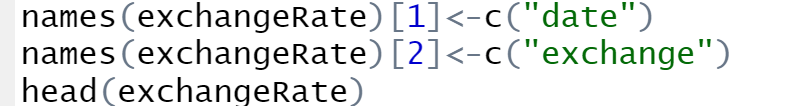 names(exchangeRate)[1]<-c("date")
names(exchangeRate)[2]<-c("exchange")
head(exchangeRate)